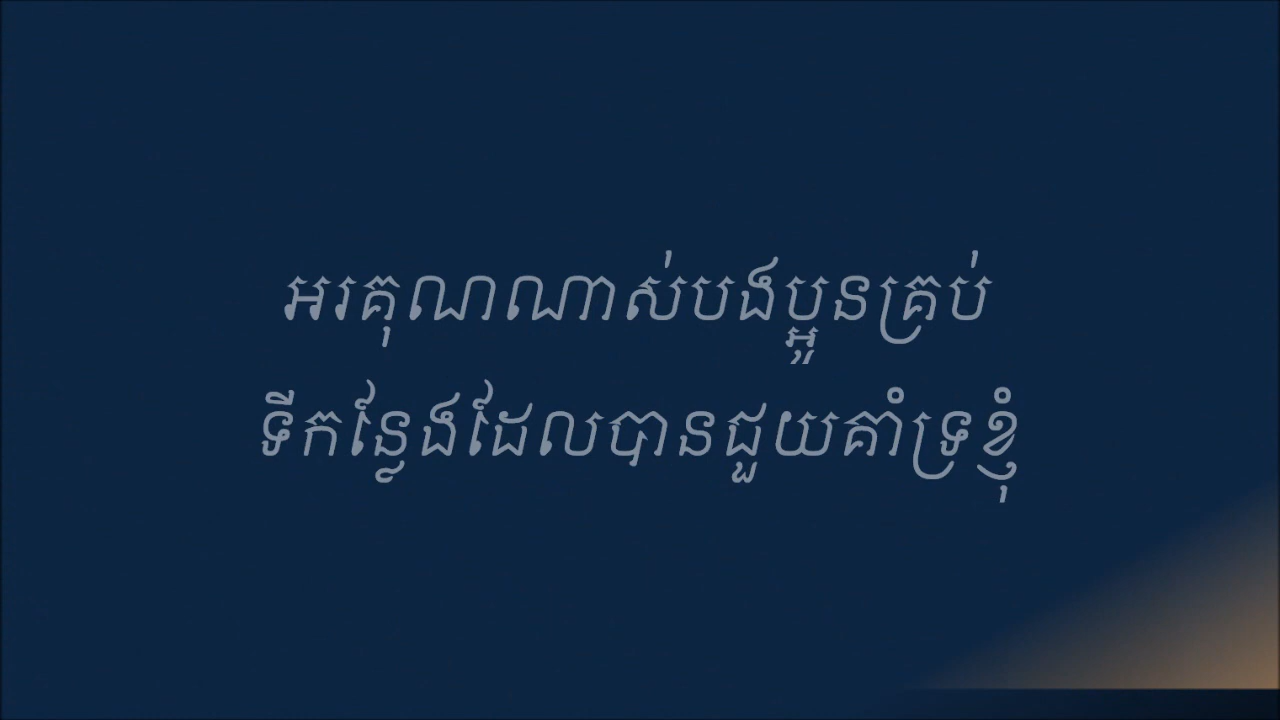 អរគុណណាស់បងប្អូនគ្រប់
ទីកន្លែងដែលបានជួយគាំទ្រខ្ញុំ